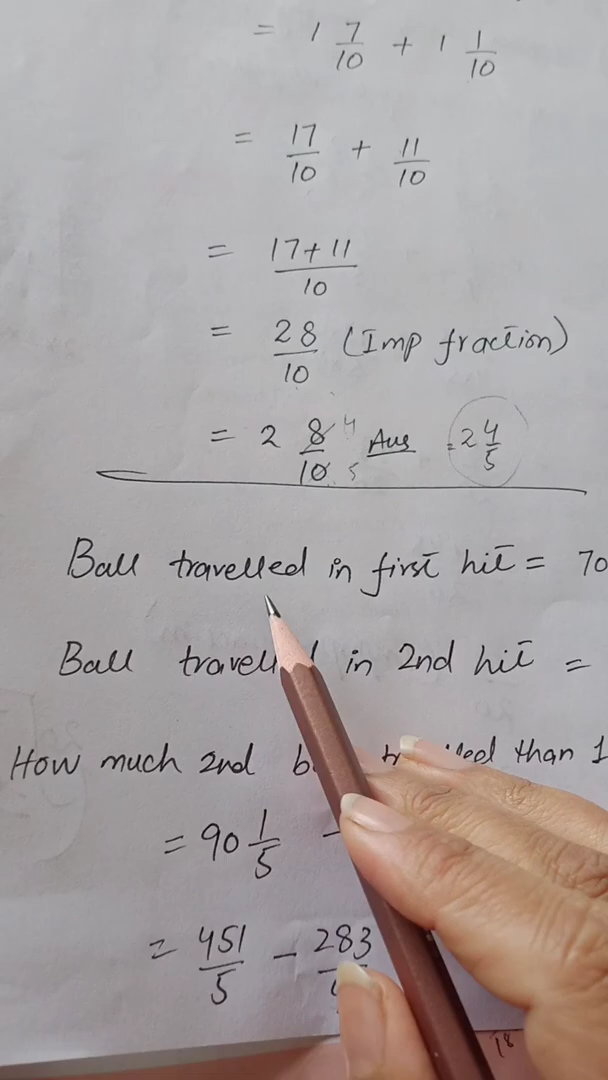 = 1 7/10 + 1 1/10
= 17/10 + 11/10
= 17+11/10
= 28/10 (Imp fraction)
= 2 8/10 4/5 Ans = 2 4/5
Ball travelled in first hit = 70
Ball in 2nd hit =
How much 2nd than 1
= 90 1/5 -
= 451/5 - 283
18